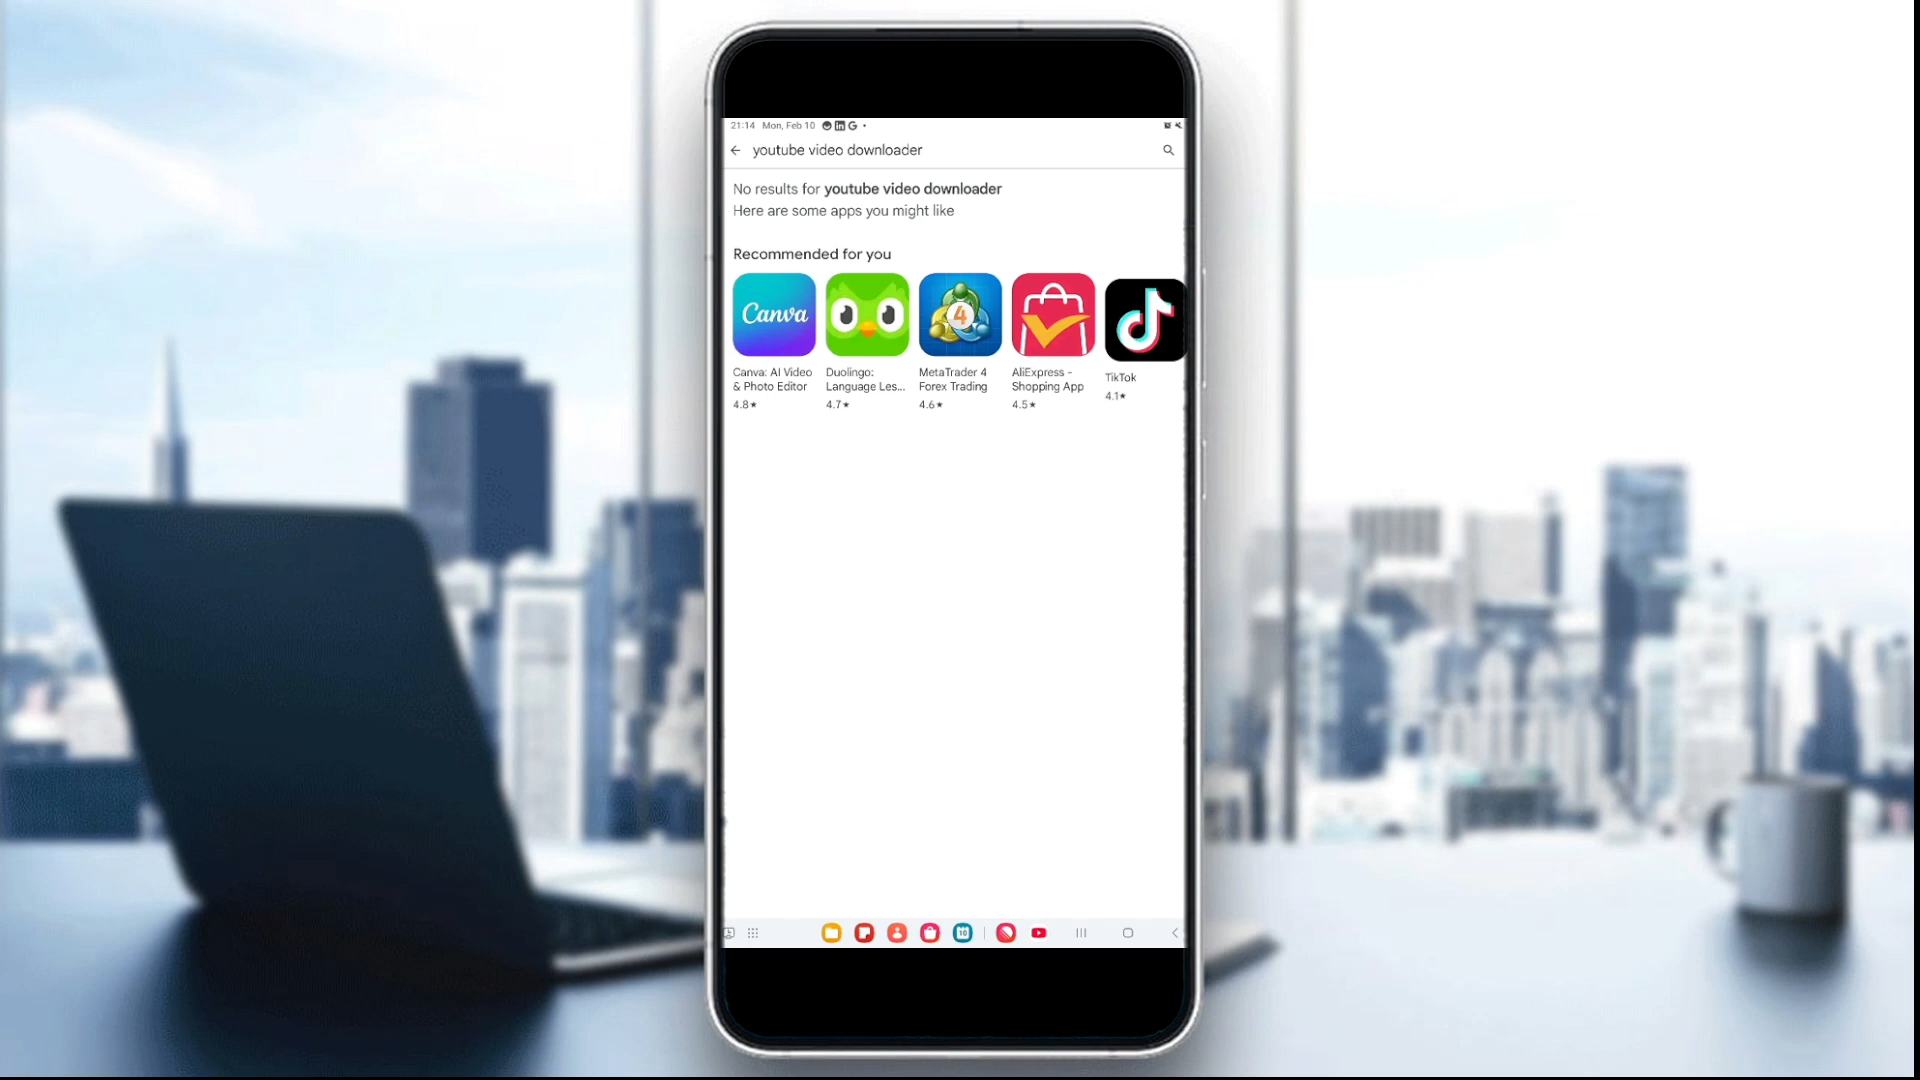 21:14 Mon, Feb 10
youtube video downloader
No results for youtube video downloader
Here are some apps you might like
Recommended for you
Canva
4
Canva: AI Video
& Photo Editor
4.8★
Duolingo:
Language Les...
4.7★
MetaTrader 4
Forex Trading
4.6★
AliExpress -
Shopping App
4.5★
TikTok
4.1★
10